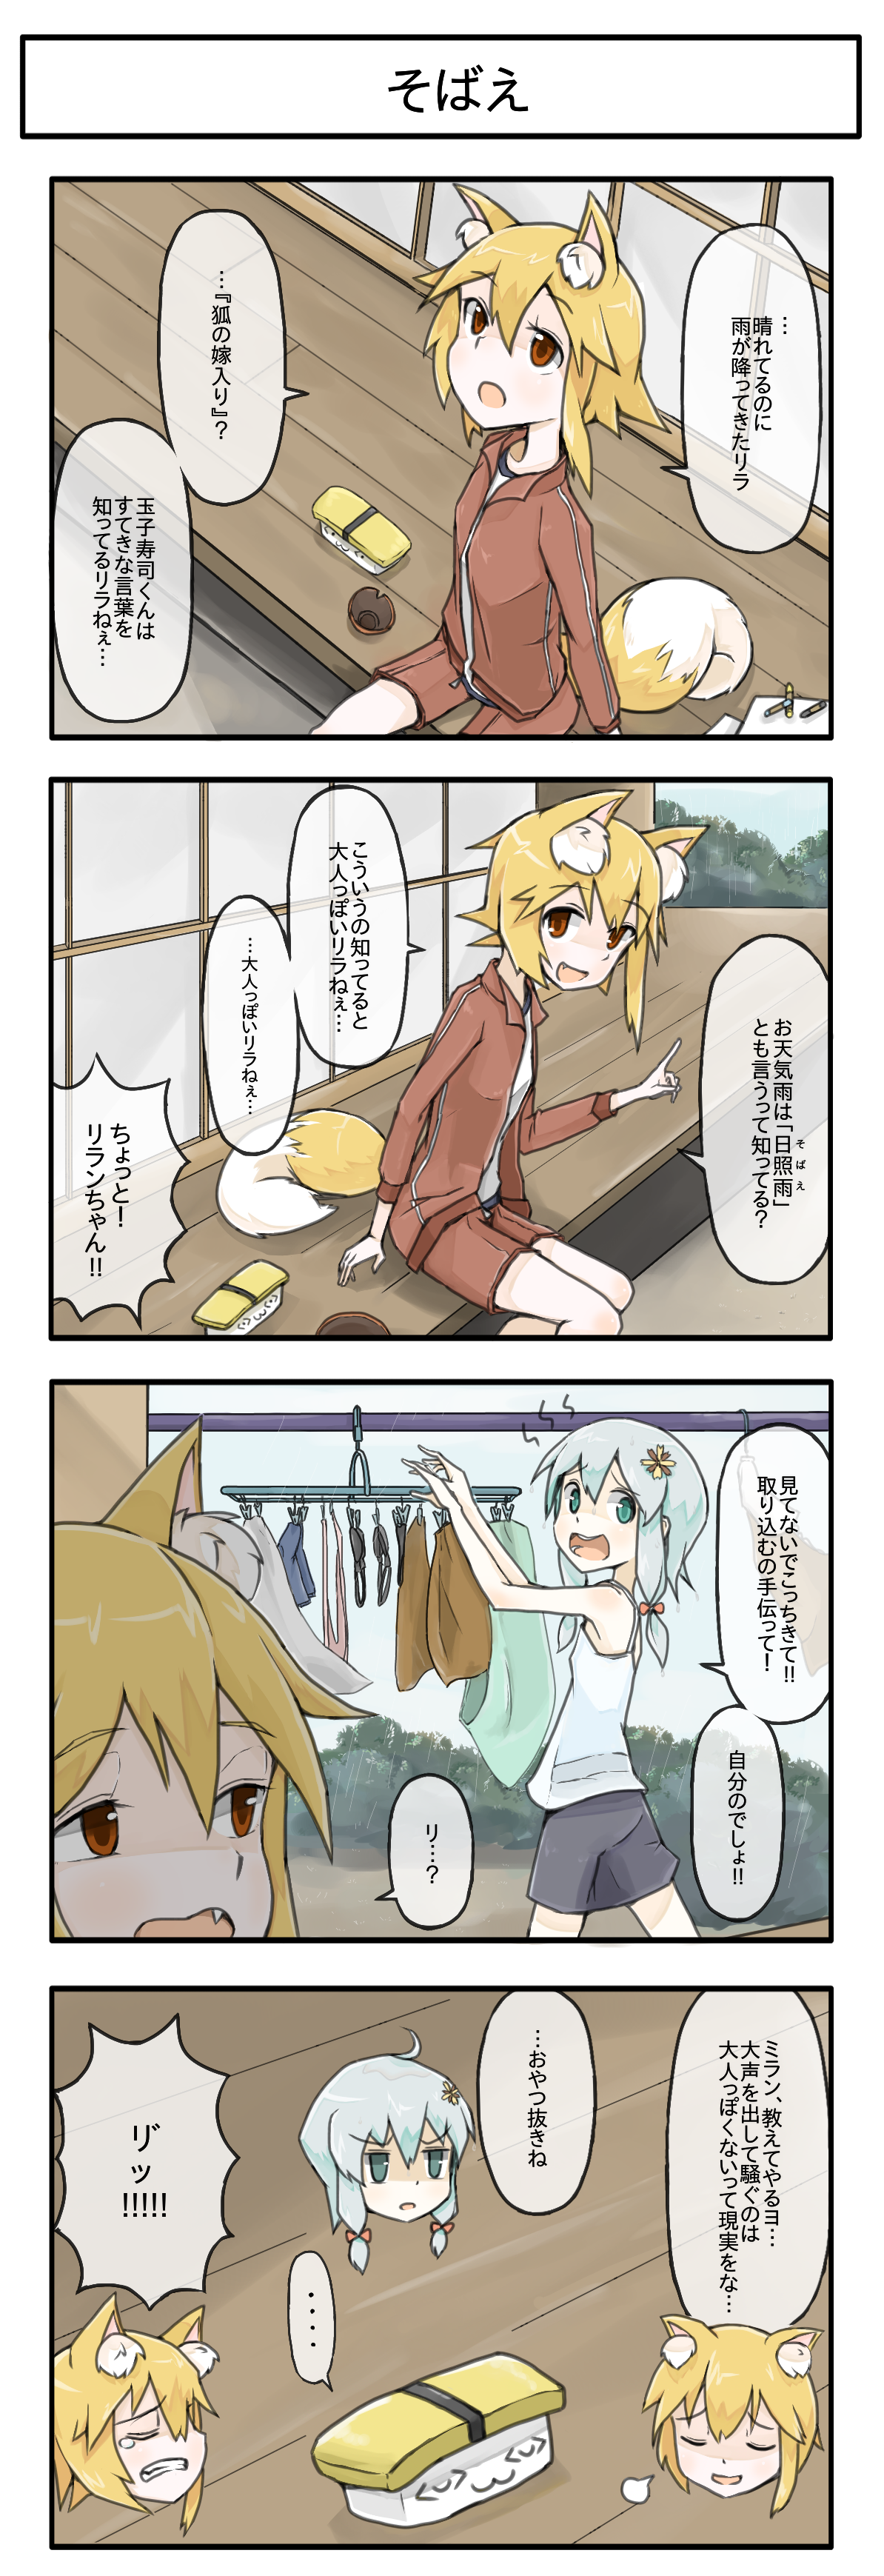 そばえ
…
晴れてるのに
雨が降ってきたリラ
…『狐の嫁入り』?
玉子寿司くんは
すてきな言葉を
知ってるリラねぇ…
お天気雨は「日照雨」
そばえ
とも言うって知ってる?
こういうの知ってると
大人っぽいリラねぇ…
…大人っぽいリラねぇ…
ちょっと!
リランちゃん!!
見てないでこっちきて!!
取り込むの手伝って!
自分のでしょ!!
リ…?
ミラン、教えてやるヨ…
大声を出して騒ぐのは
大人っぽくないって現実をな…
…おやつ抜きね
・・・・
リ゛ッ!!!!!